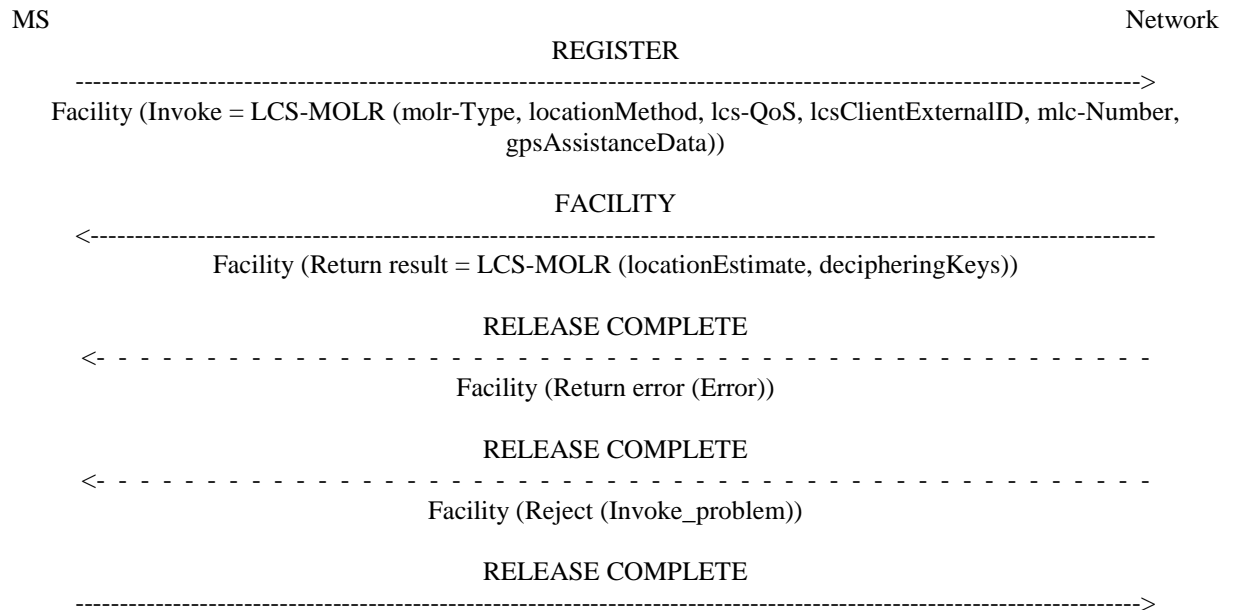 MS Network
REGISTER
------------------------------------------------------------------------------------------------------------------------>
Facility (Invoke = LCS-MOLR (molr-Type, locationMethod, lcs-QoS, lcsClientExternalID, mlc-Number,
gpsAssistanceData))
FACILITY
<------------------------------------------------------------------------------------------------------------------------
Facility (Return result = LCS-MOLR (locationEstimate, decipheringKeys))
RELEASE COMPLETE
<- - - - - - - - - - - - - - - - - - - - - - - - - - - - - - - - - - - - - - - - - - - - - - - - - - - - - - - - - -
Facility (Return error (Error))
RELEASE COMPLETE
<- - - - - - - - - - - - - - - - - - - - - - - - - - - - - - - - - - - - - - - - - - - - - - - - - - - - - - - - - -
Facility (Reject (Invoke_problem))
RELEASE COMPLETE
------------------------------------------------------------------------------------------------------------------------>